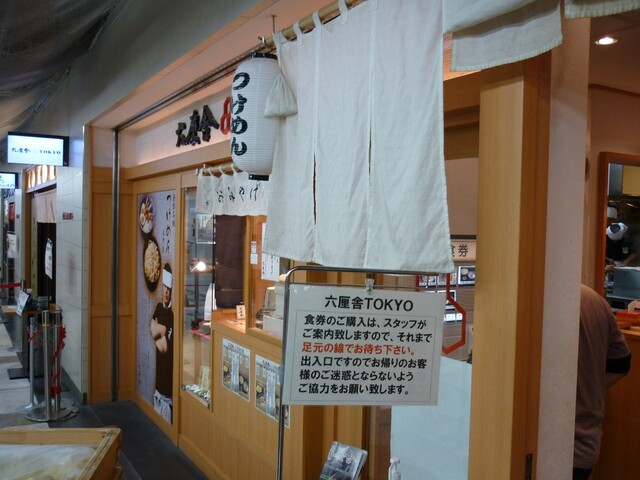 六厘舎TOKYO
食券のご購入は、スタッフが
ご案内致しますので、それまで
足元の線でお待ち下さい。
出入口ですのでお帰りのお客
様のご迷惑とならないよう
ご協力をお願い致します。
つけめん
六厘舎
六厘舎 TOKYO
おみやげ
食券